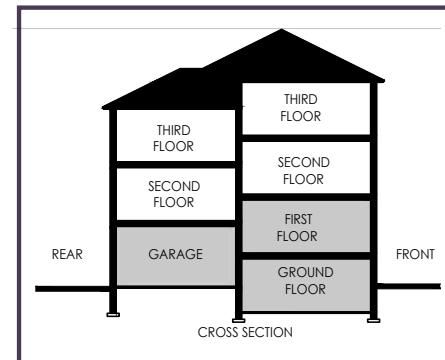 THIRD
FLOOR
THIRD
FLOOR
SECOND
FLOOR
SECOND
FLOOR
FIRST
FLOOR
REAR
GARAGE
FRONT
GROUND
FLOOR
CROSS SECTION